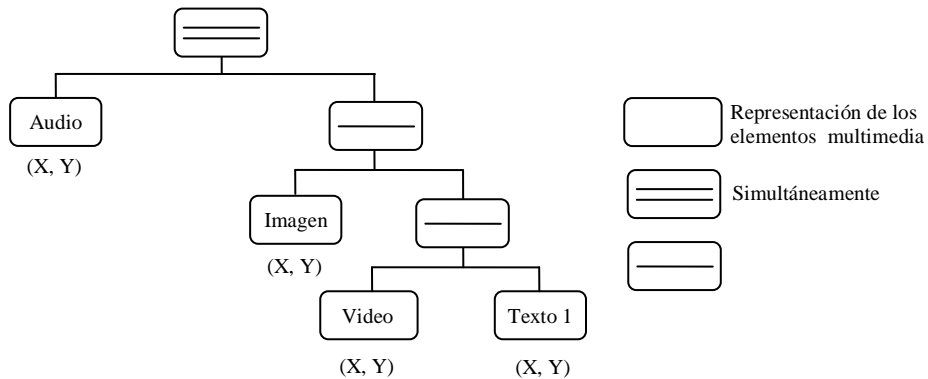 Audio
(X, Y)
Imagen
(X, Y)
Video
(X, Y)
Texto 1
(X, Y)
Representación de los
elementos multimedia
Simultáneamente